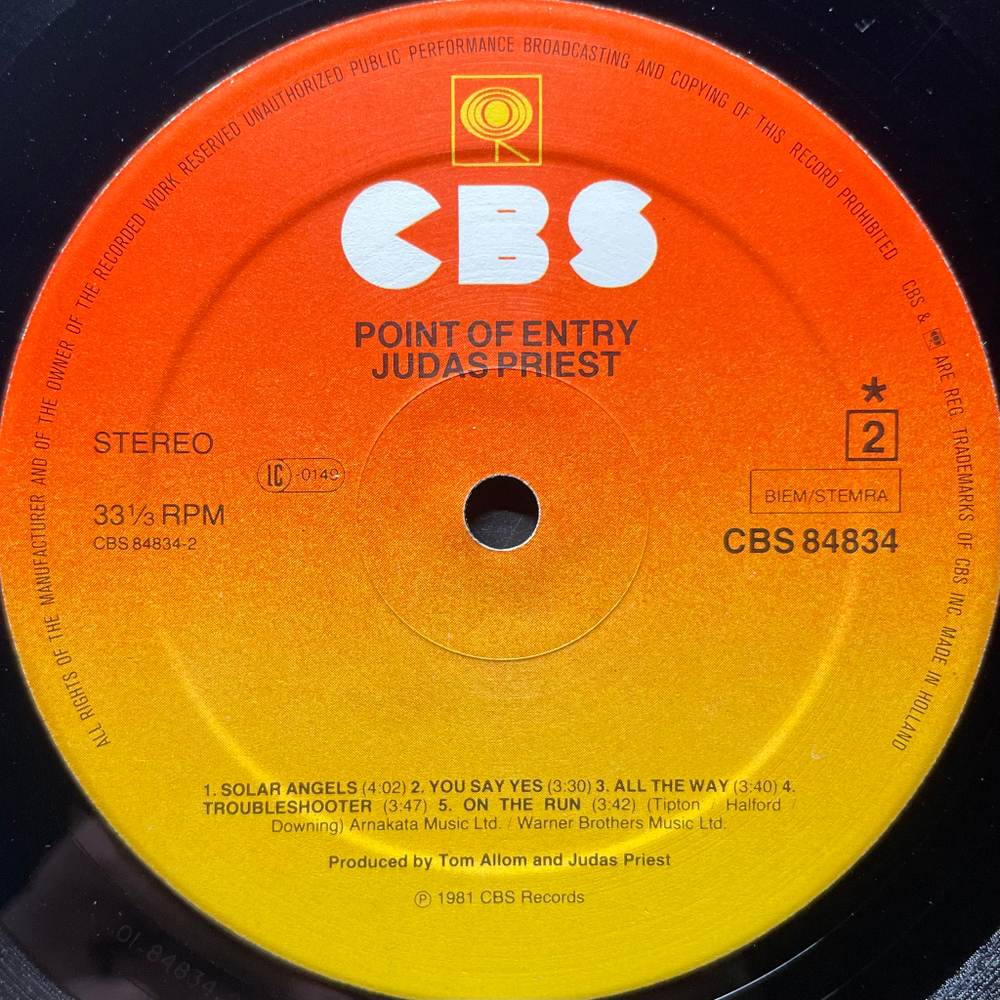 ALL RIGHTS OF THE MANUFACTURER AND OF THE OWNER OF THE RECORDED WORK RESERVED UNAUTHORIZED PUBLIC PERFORMANCE BROADCASTING AND COPYING OF THIS RECORD PROHIBITED CBS & ARE REG. TRADEMARKS OF CBS INC. MADE IN HOLLAND
CBS
POINT OF ENTRY
JUDAS PRIEST
STEREO
LC-0149
33⅓ RPM
CBS 84834-2
*
2
BIEM/STEMRA
CBS 84834
1. SOLAR ANGELS (4:02) 2. YOU SAY YES (3:30) 3. ALL THE WAY (3:40) 4.
TROUBLESHOOTER (3:47) 5. ON THE RUN (3:42) (Tipton / Halford /
Downing) Arnakata Music Ltd. / Warner Brothers Music Ltd.
Produced by Tom Allom and Judas Priest
℗ 1981 CBS Records
01-84834